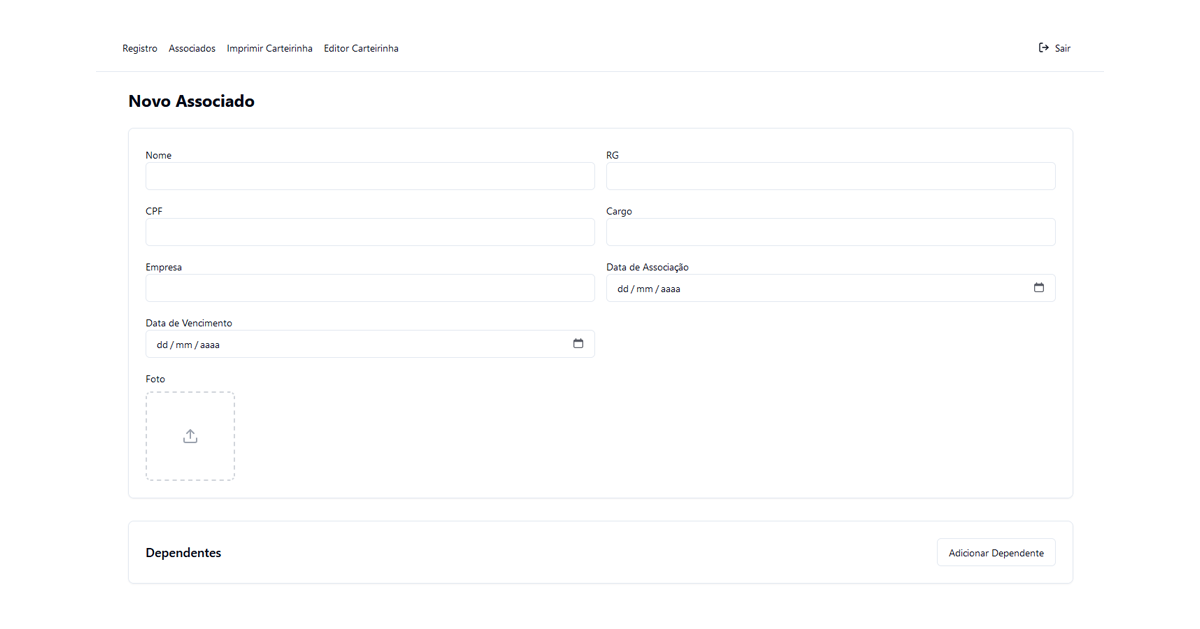 Registro Associados Imprimir Carteirinha Editor Carteirinha Sair
Novo Associado
Nome RG
CPF Cargo
Empresa Data de Associação
dd/mm/aaaa
Data de Vencimento
dd/mm/aaaa
Foto
Dependentes Adicionar Dependente